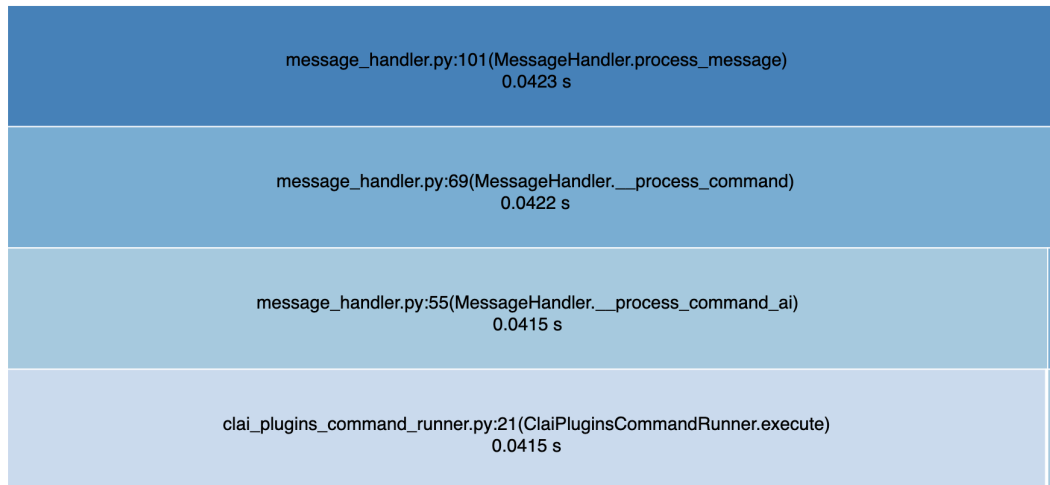 message_handler.py:101(MessageHandler.process_message)
0.0423 s
message_handler.py:69(MessageHandler.__process_command)
0.0422 s
message_handler.py:55(MessageHandler.__process_command_ai)
0.0415 s
clai_plugins_command_runner.py:21(ClaiPluginsCommandRunner.execute)
0.0415 s